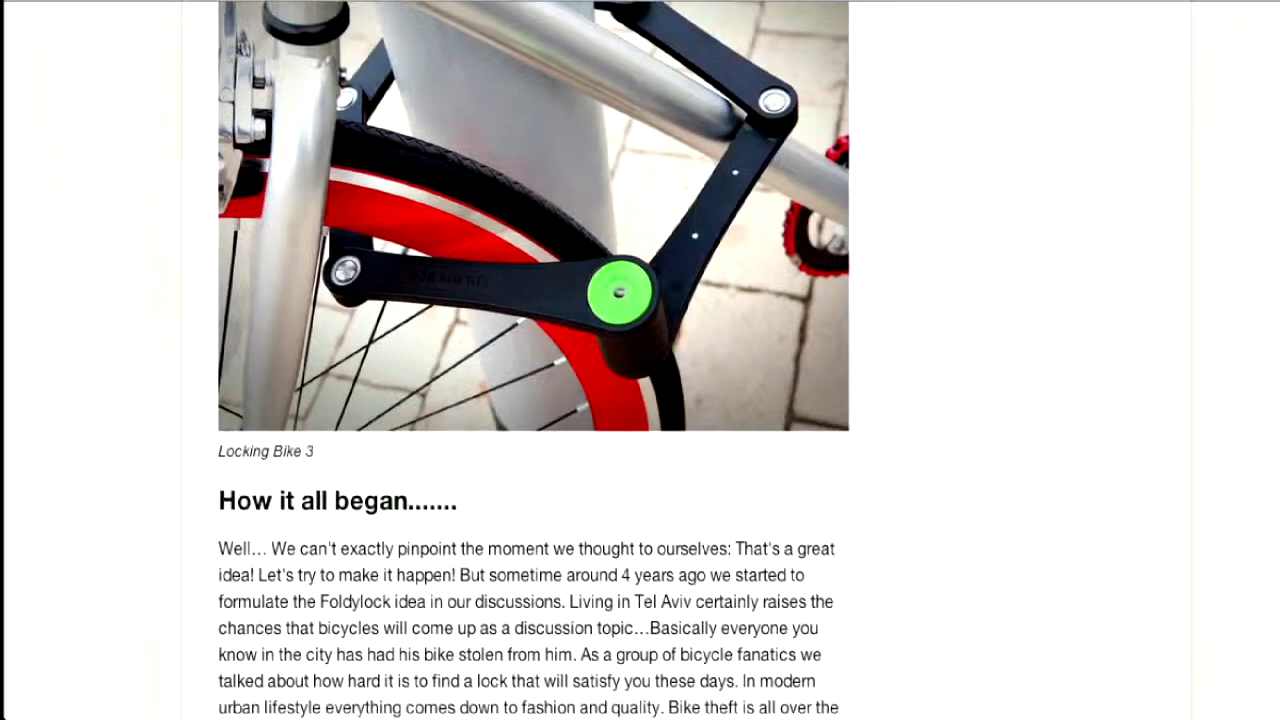 Locking Bike 3
How it all began.......
Well... We can't exactly pinpoint the moment we thought to ourselves: That's a great
idea! Let's try to make it happen! But sometime around 4 years ago we started to
formulate the Foldylock idea in our discussions. Living in Tel Aviv certainly raises the
chances that bicycles will come up as a discussion topic...Basically everyone you
know in the city has had his bike stolen from him. As a group of bicycle fanatics we
talked about how hard it is to find a lock that will satisfy you these days. In modern
urban lifestyle everything comes down to fashion and quality. Bike theft is all over the